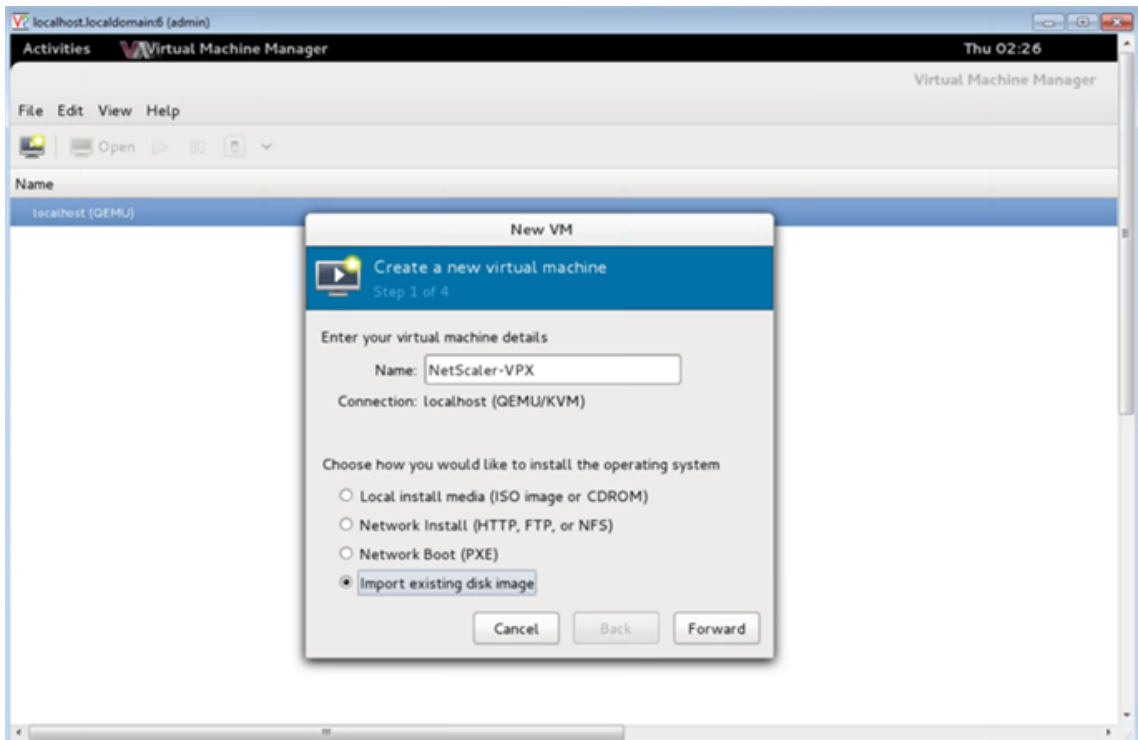 localhost.localdomain:6 (admin)
Activities Virtual Machine Manager Thu 02:26
Virtual Machine Manager
File Edit View Help
Open
Name
localhost (QEMU)
New VM
Create a new virtual machine
Step 1 of 4
Enter your virtual machine details
Name: NetScaler-VPX
Connection: localhost (QEMU/KVM)
Choose how you would like to install the operating system
Local install media (ISO image or CDROM)
Network Install (HTTP, FTP, or NFS)
Network Boot (PXE)
Import existing disk image
Cancel Back Forward